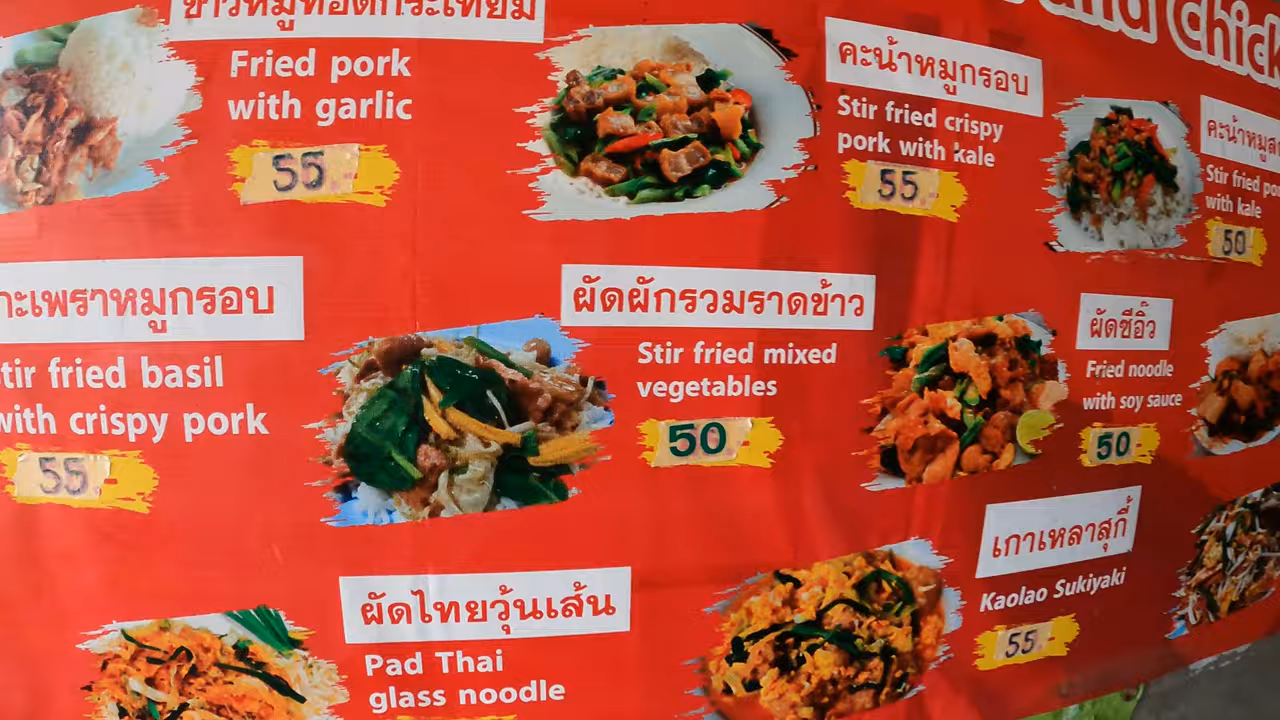 ข้าวหมูทอดกระเทียม
Fried pork
with garlic
55
คะน้าหมูกรอบ
Stir fried crispy
pork with kale
55
and Chick
คะน้าหมูส
Stir fried po
with kale
50
กะเพราหมูกรอบ
tir fried basil
with crispy pork
55
ผัดผักรวมราดข้าว
Stir fried mixed
vegetables
50
ผัดซีอิ๊ว
Fried noodle
with soy sauce
50
ผัดไทยวุ้นเส้น
Pad Thai
glass noodle
เกาเหลาสุกี้
Kaolao Sukiyaki
55